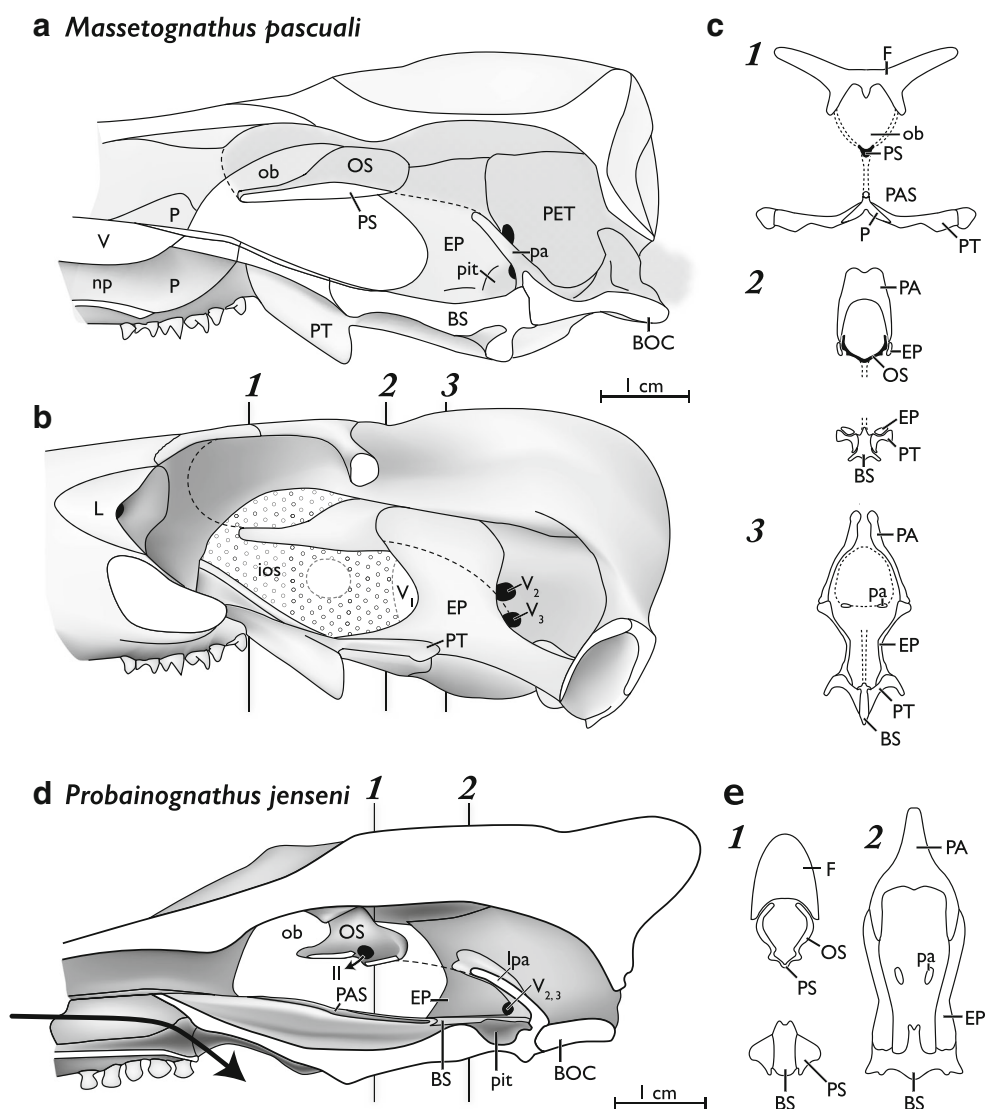 a Massetognathus pascuali
ob
OS
PS
P
V
np
P
EP
pit
pa
PET
PT
BS
BOC
1 cm
b
1
2
3
L
ios
V1
V2
V3
EP
PT
c
1
F
ob
PS
PAS
P
PT
2
PA
EP
OS
EP
PT
BS
3
PA
pa
EP
PT
BS
d Probainognathus jenseni
1
2
ob
OS
II
PAS
EP
lpa
V2,3
BS
pit
BOC
1 cm
e
1
F
OS
PS
BS
PS
2
PA
pa
EP
BS